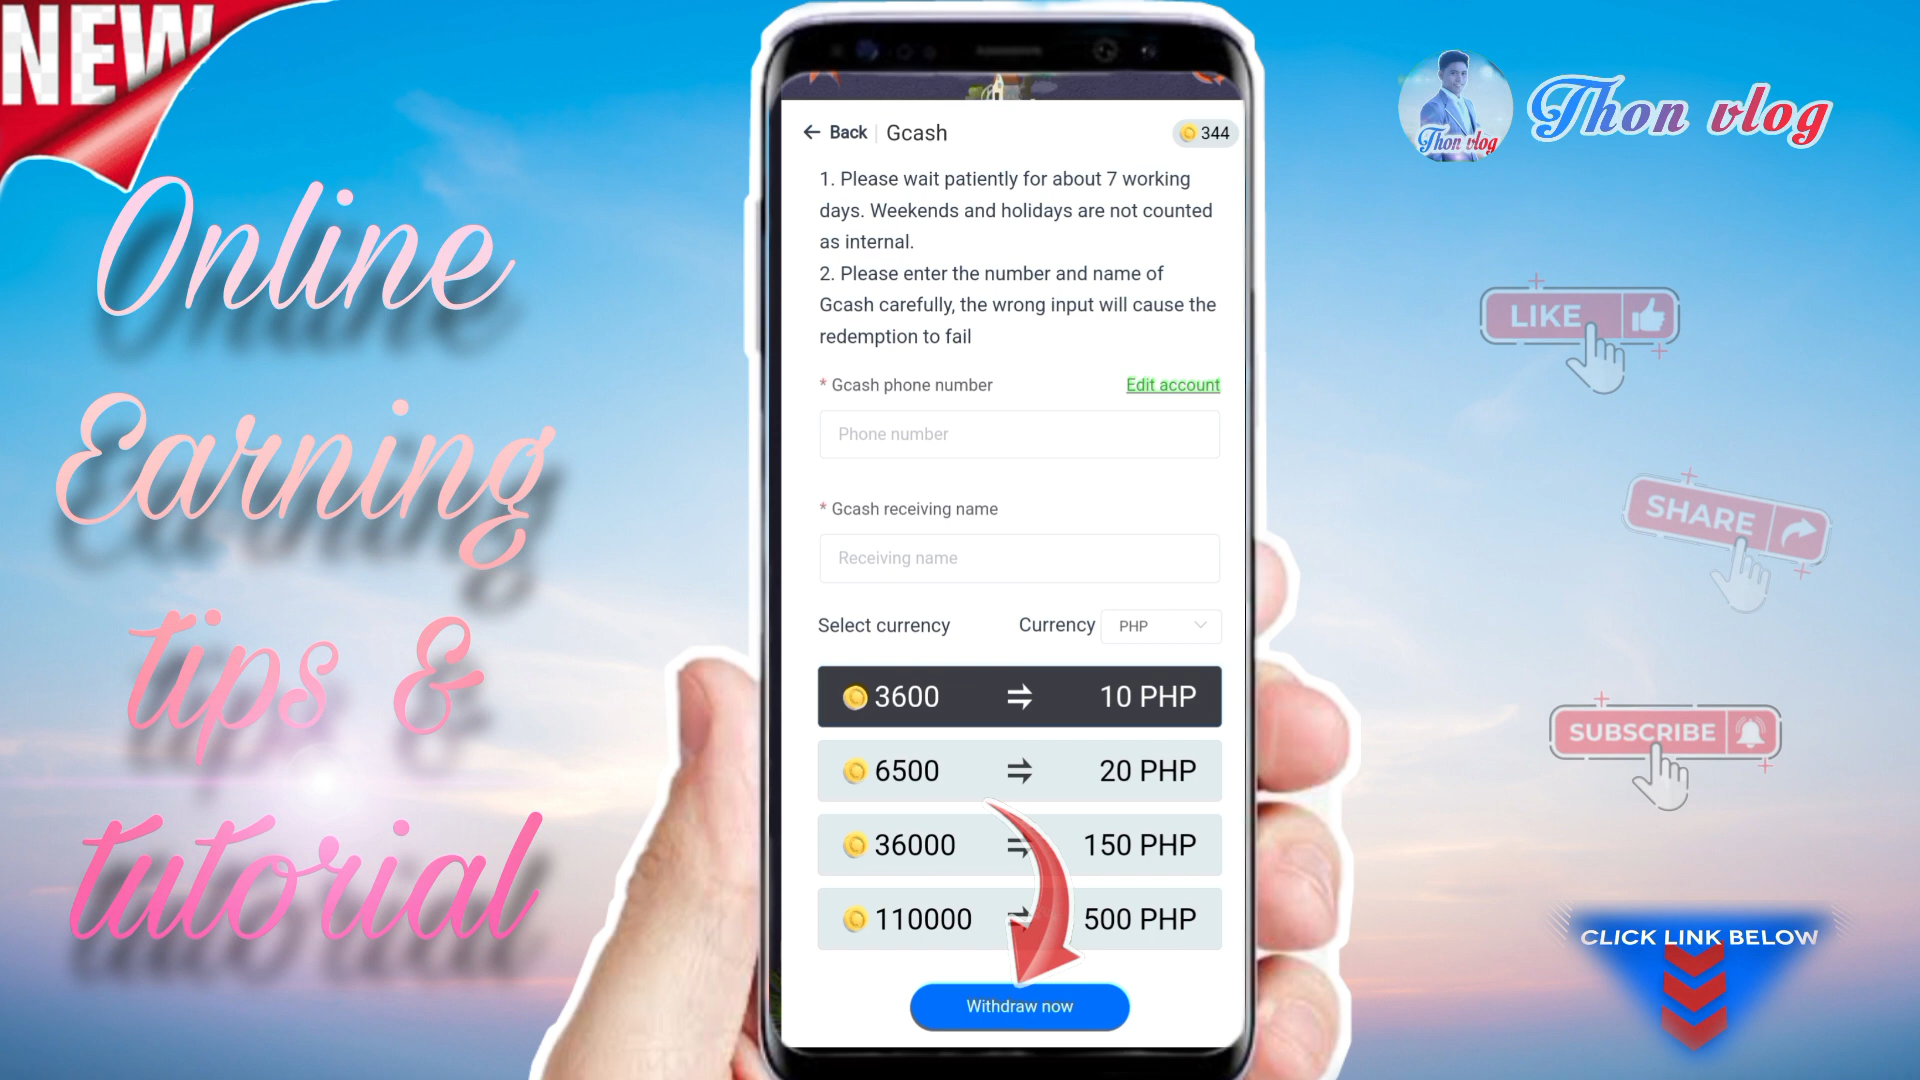 NEW
Online
Earning
tips &
tutorial
Back | Gcash
344
1. Please wait patiently for about 7 working
days. Weekends and holidays are not counted
as internal.
2. Please enter the number and name of
Gcash carefully, the wrong input will cause the
redemption to fail
* Gcash phone number
Edit account
Phone number
* Gcash receiving name
Receiving name
Select currency
Currency PHP
3600 ⇌ 10 PHP
6500 ⇌ 20 PHP
36000 ⇌ 150 PHP
110000 ⇌ 500 PHP
Withdraw now
Thon vlog
Thon vlog
LIKE
SHARE
SUBSCRIBE
CLICK LINK BELOW